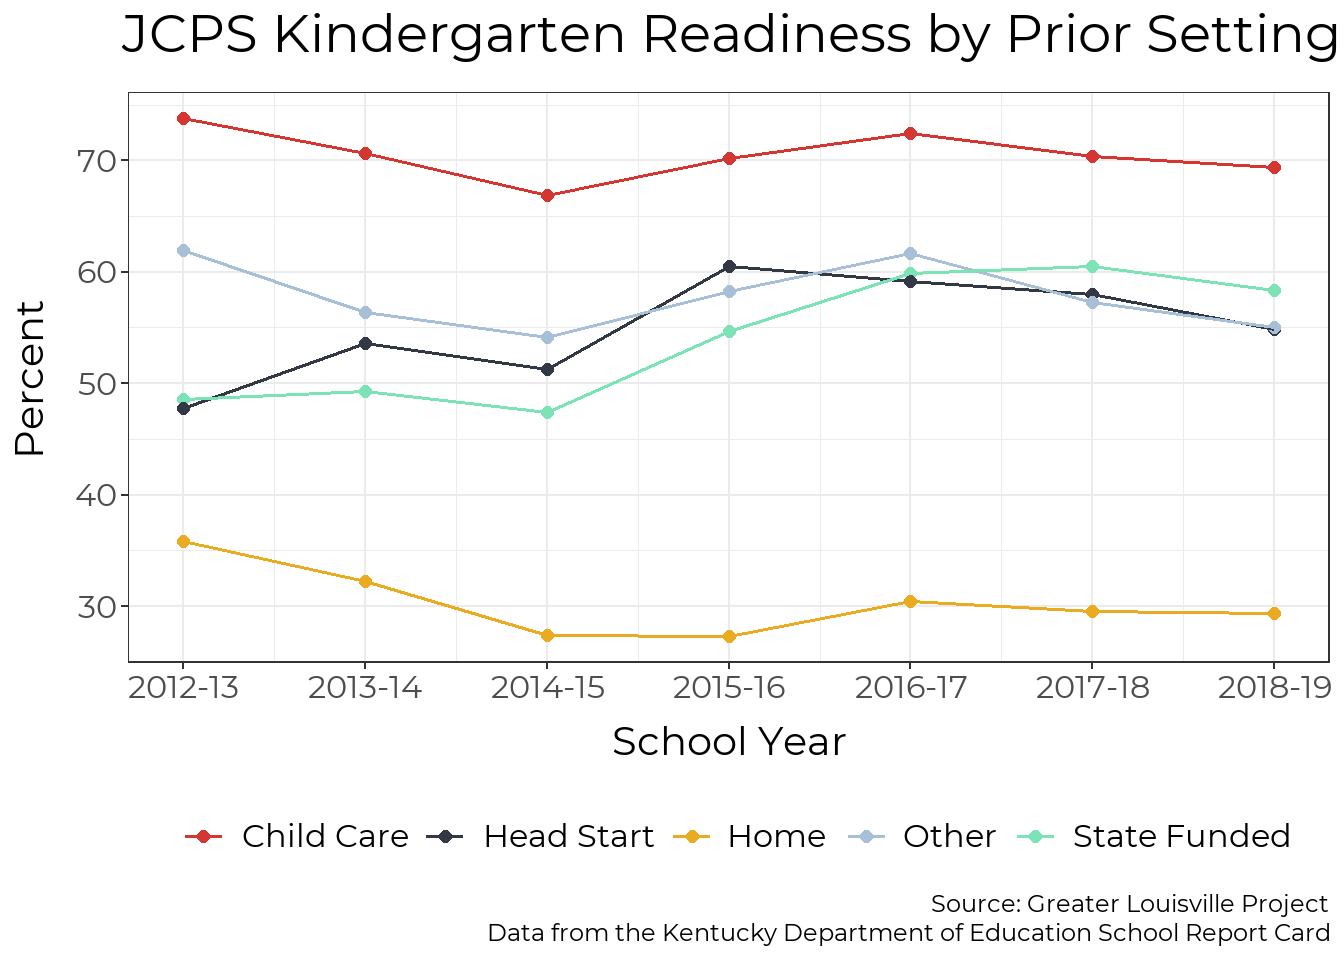 JCPS Kindergarten Readiness by Prior Setting
Percent
70
60
50
40
30
2012-13 2013-14 2014-15 2015-16 2016-17 2017-18 2018-19
School Year
Child Care Head Start Home Other State Funded
Source: Greater Louisville Project
Data from the Kentucky Department of Education School Report Card